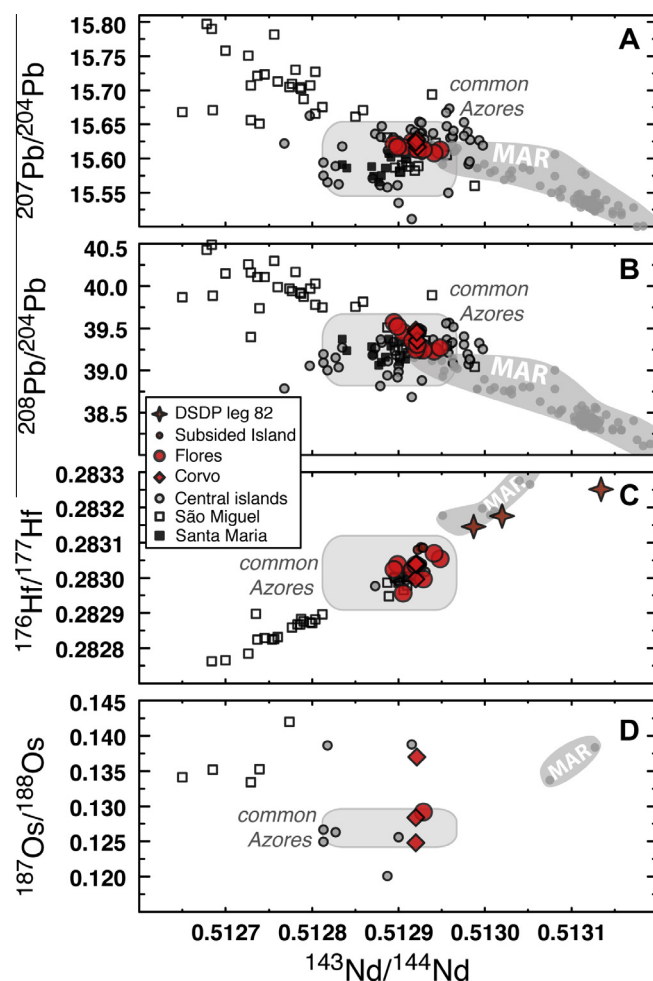 15.80
A
15.75
common
Azores
15.70
15.65
MAR
15.60
15.55
207Pb/204Pb
40.5
B
40.0
common
Azores
39.5
MAR
39.0
38.5
208Pb/204Pb
DSDP leg 82
Subsided Island
Flores
Corvo
Central islands
São Miguel
Santa Maria
0.2833
C
MAR
0.2832
0.2831
common
Azores
0.2830
0.2829
0.2828
176Hf/177Hf
0.145
D
0.140
MAR
0.135
0.130
common
Azores
0.125
0.120
187Os/188Os
0.5127 0.5128 0.5129 0.5130 0.5131
143Nd/144Nd